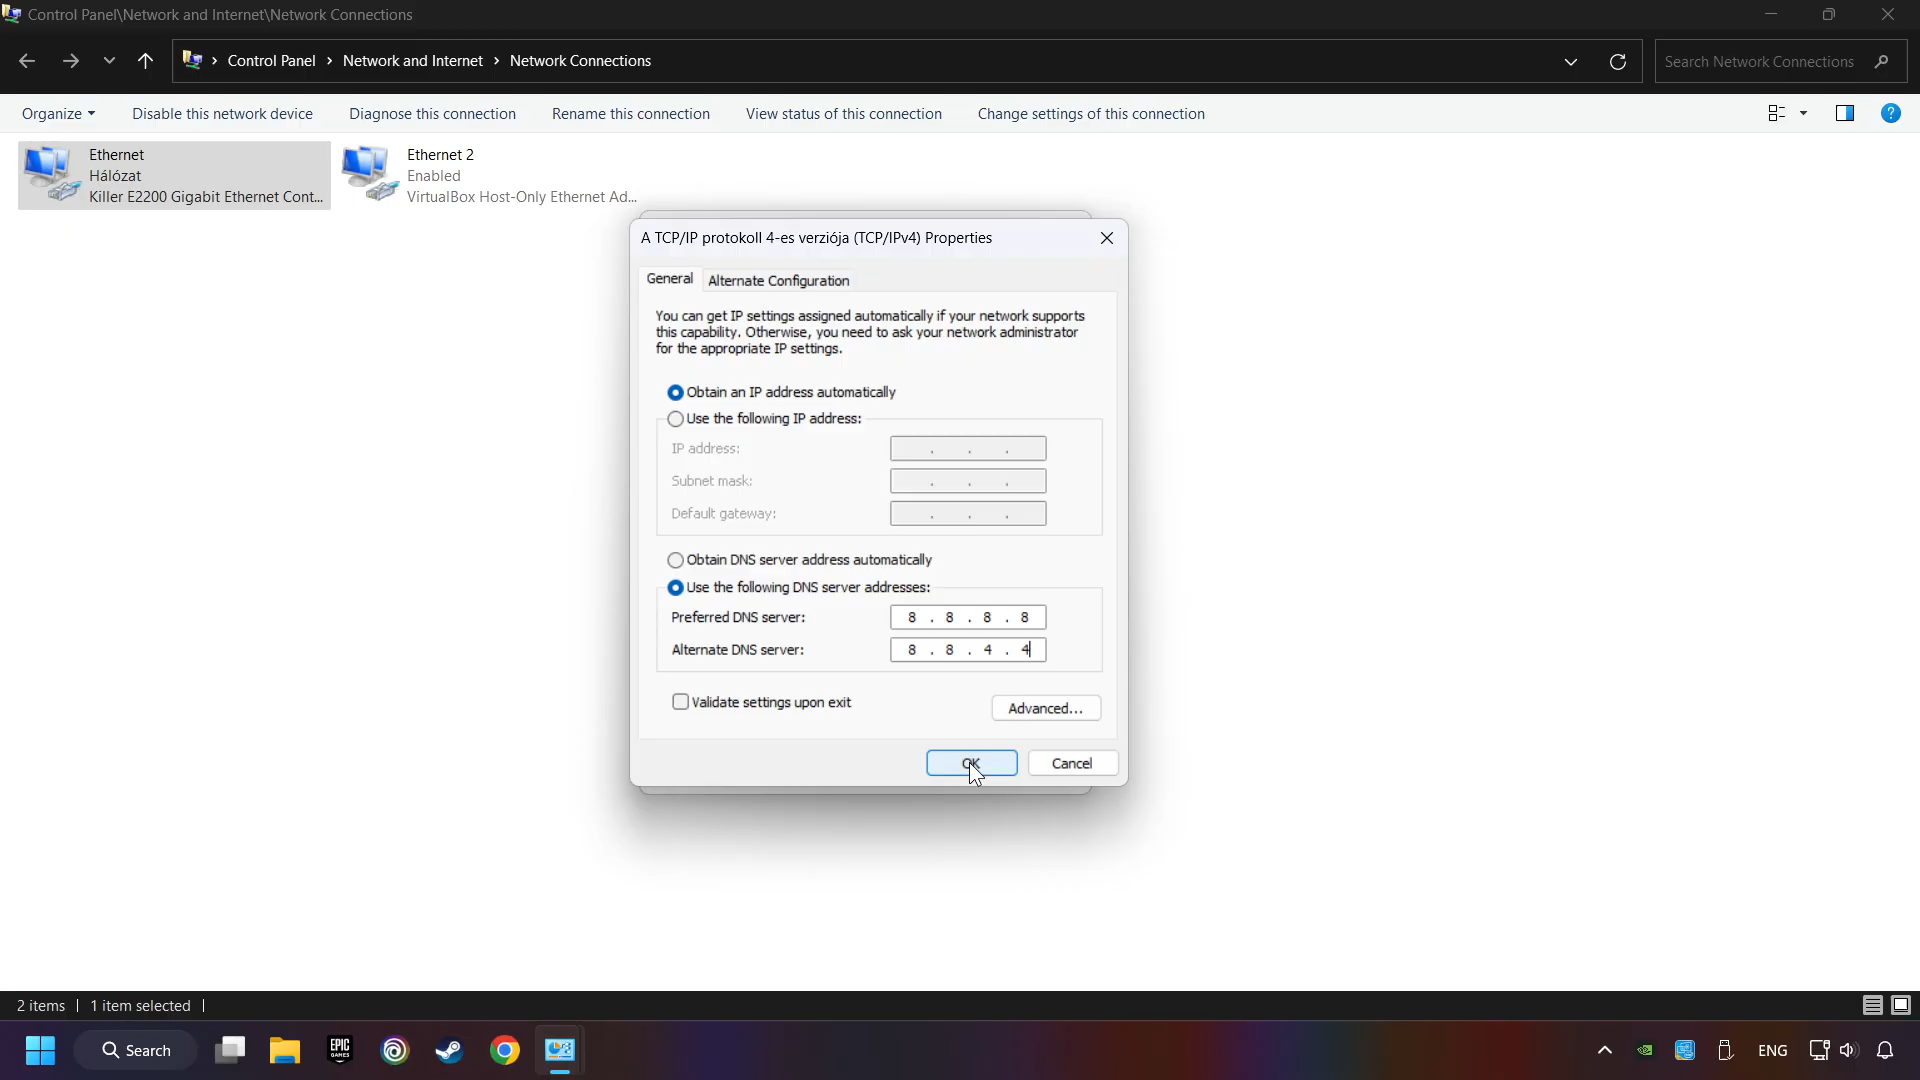 Control Panel\Network and Internet\Network Connections
Control Panel > Network and Internet > Network Connections
Search Network Connections
Organize
Disable this network device
Diagnose this connection
Rename this connection
View status of this connection
Change settings of this connection
Ethernet
Hálózat
Killer E2200 Gigabit Ethernet Cont...
Ethernet 2
Enabled
VirtualBox Host-Only Ethernet Ad...
A TCP/IP protokoll 4-es verziója (TCP/IPv4) Properties
General
Alternate Configuration
You can get IP settings assigned automatically if your network supports
this capability. Otherwise, you need to ask your network administrator
for the appropriate IP settings.
Obtain an IP address automatically
Use the following IP address:
IP address:
. . .
Subnet mask:
. . .
Default gateway:
. . .
Obtain DNS server address automatically
Use the following DNS server addresses:
Preferred DNS server:
8 . 8 . 8 . 8
Alternate DNS server:
8 . 8 . 4 . 4
Validate settings upon exit
Advanced...
OK
Cancel
2 items
1 item selected
Search
EPIC
GAMES
ENG